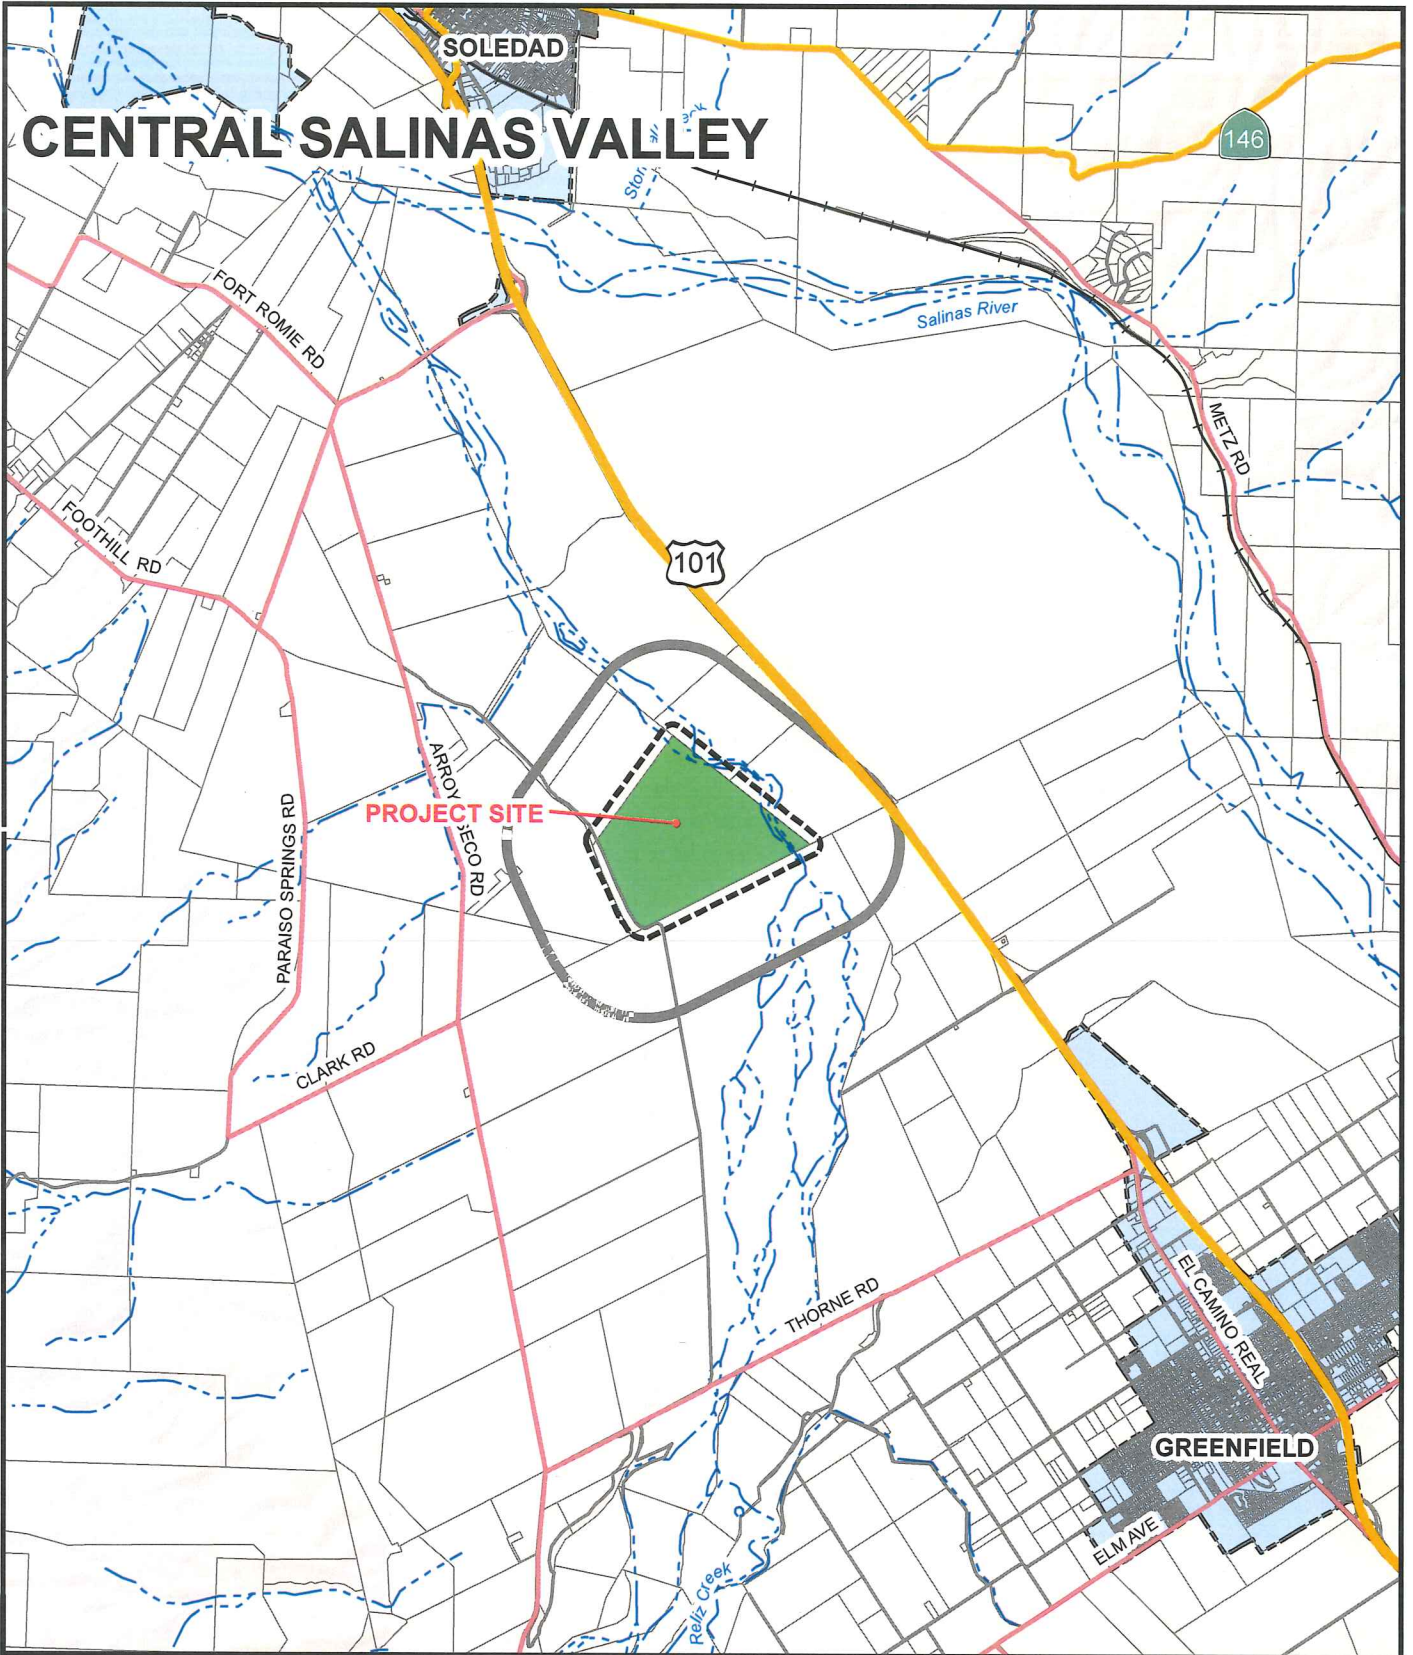 SOLEDAD
CENTRAL SALINAS VALLEY
146
FORT ROMIE RD
Salinas River
METZ RD
FOOTHILL RD
101
ARROYO SECO RD
PROJECT SITE
PARAISO SPRINGS RD
CLARK RD
THORNE RD
EL CAMINO REAL
GREENFIELD
ELM AVE
Reliz Creek